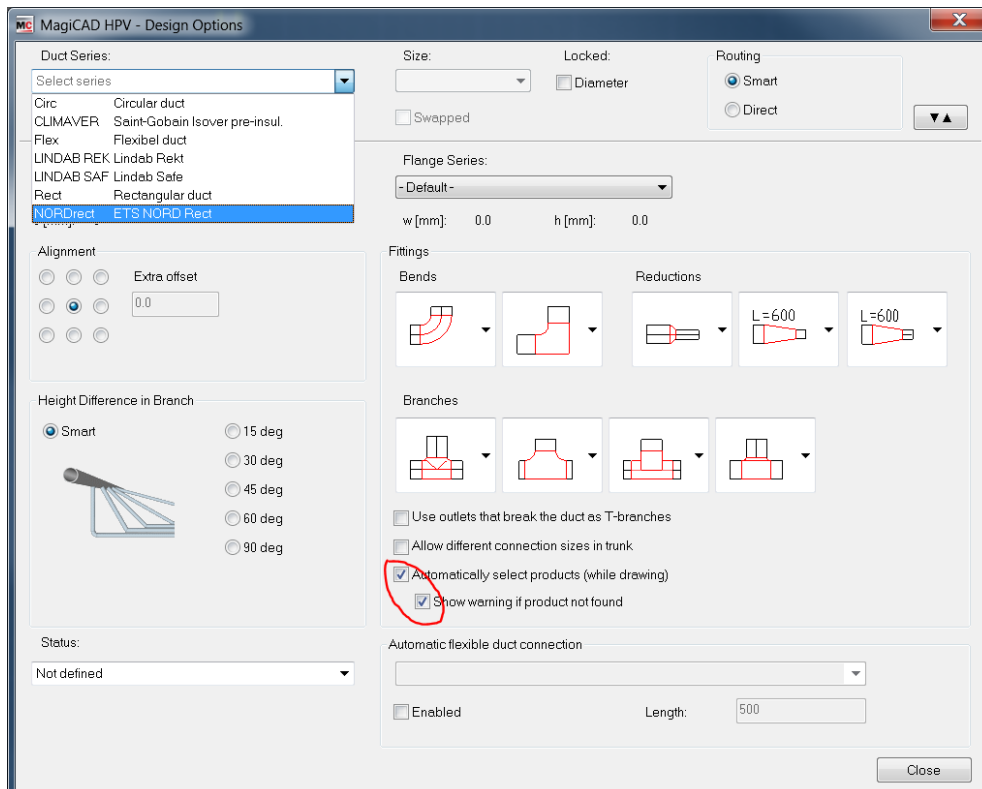 MC MagiCAD HPV - Design Options
Duct Series:
Size:
Locked:
Routing
Select series
Diameter
Smart
Circ Circular duct
Swapped
Direct
CLIMAVER Saint-Gobain Isover pre-insul.
Flex Flexibel duct
LINDAB REK Lindab Rekt
Flange Series:
LINDAB SAF Lindab Safe
- Default -
Rect Rectangular duct
NORDrect ETS NORD Rect
w [mm]: 0.0 h [mm]: 0.0
Alignment
Extra offset
0.0
Fittings
Bends
Reductions
L=600
L=600
Height Difference in Branch
Smart
15 deg
30 deg
45 deg
60 deg
90 deg
Branches
Use outlets that break the duct as T-branches
Allow different connection sizes in trunk
Automatically select products (while drawing)
Show warning if product not found
Status:
Not defined
Automatic flexible duct connection
Enabled
Length:
500
Close